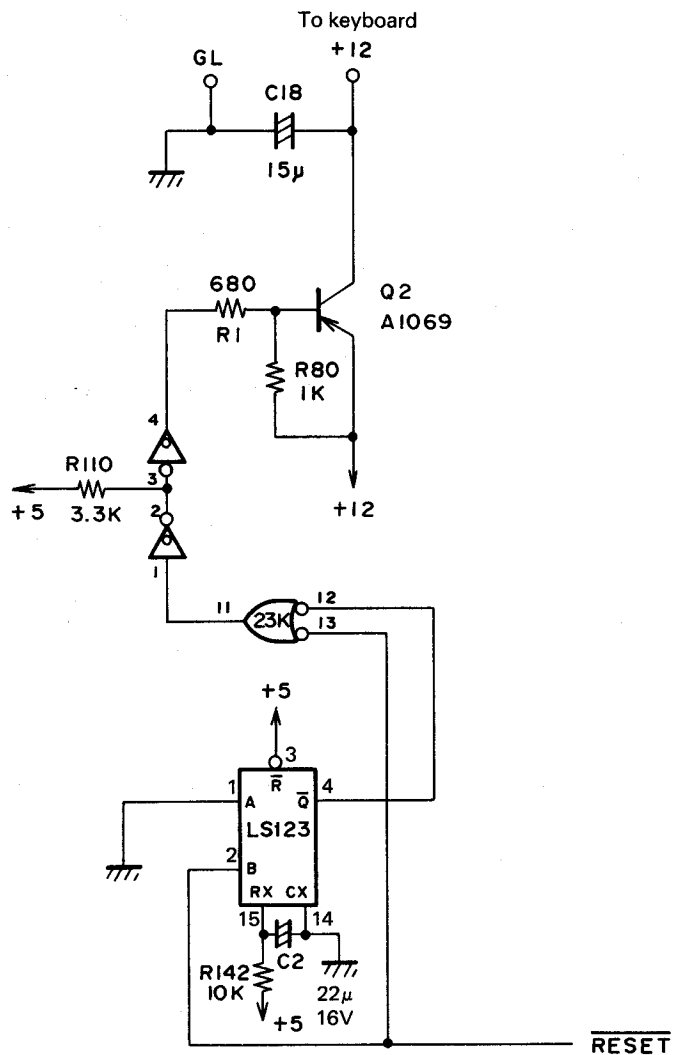 To keyboard
+12
GL
C18
15μ
680
R1
Q2
A1069
R80
1K
4
R110
3
+5
3.3K
2
+12
1
11
23K
12
13
+5
3
R
1
A
Q
4
LS123
2
B
RX CX
15
14
C2
R142
10K
22μ
16V
+5
RESET